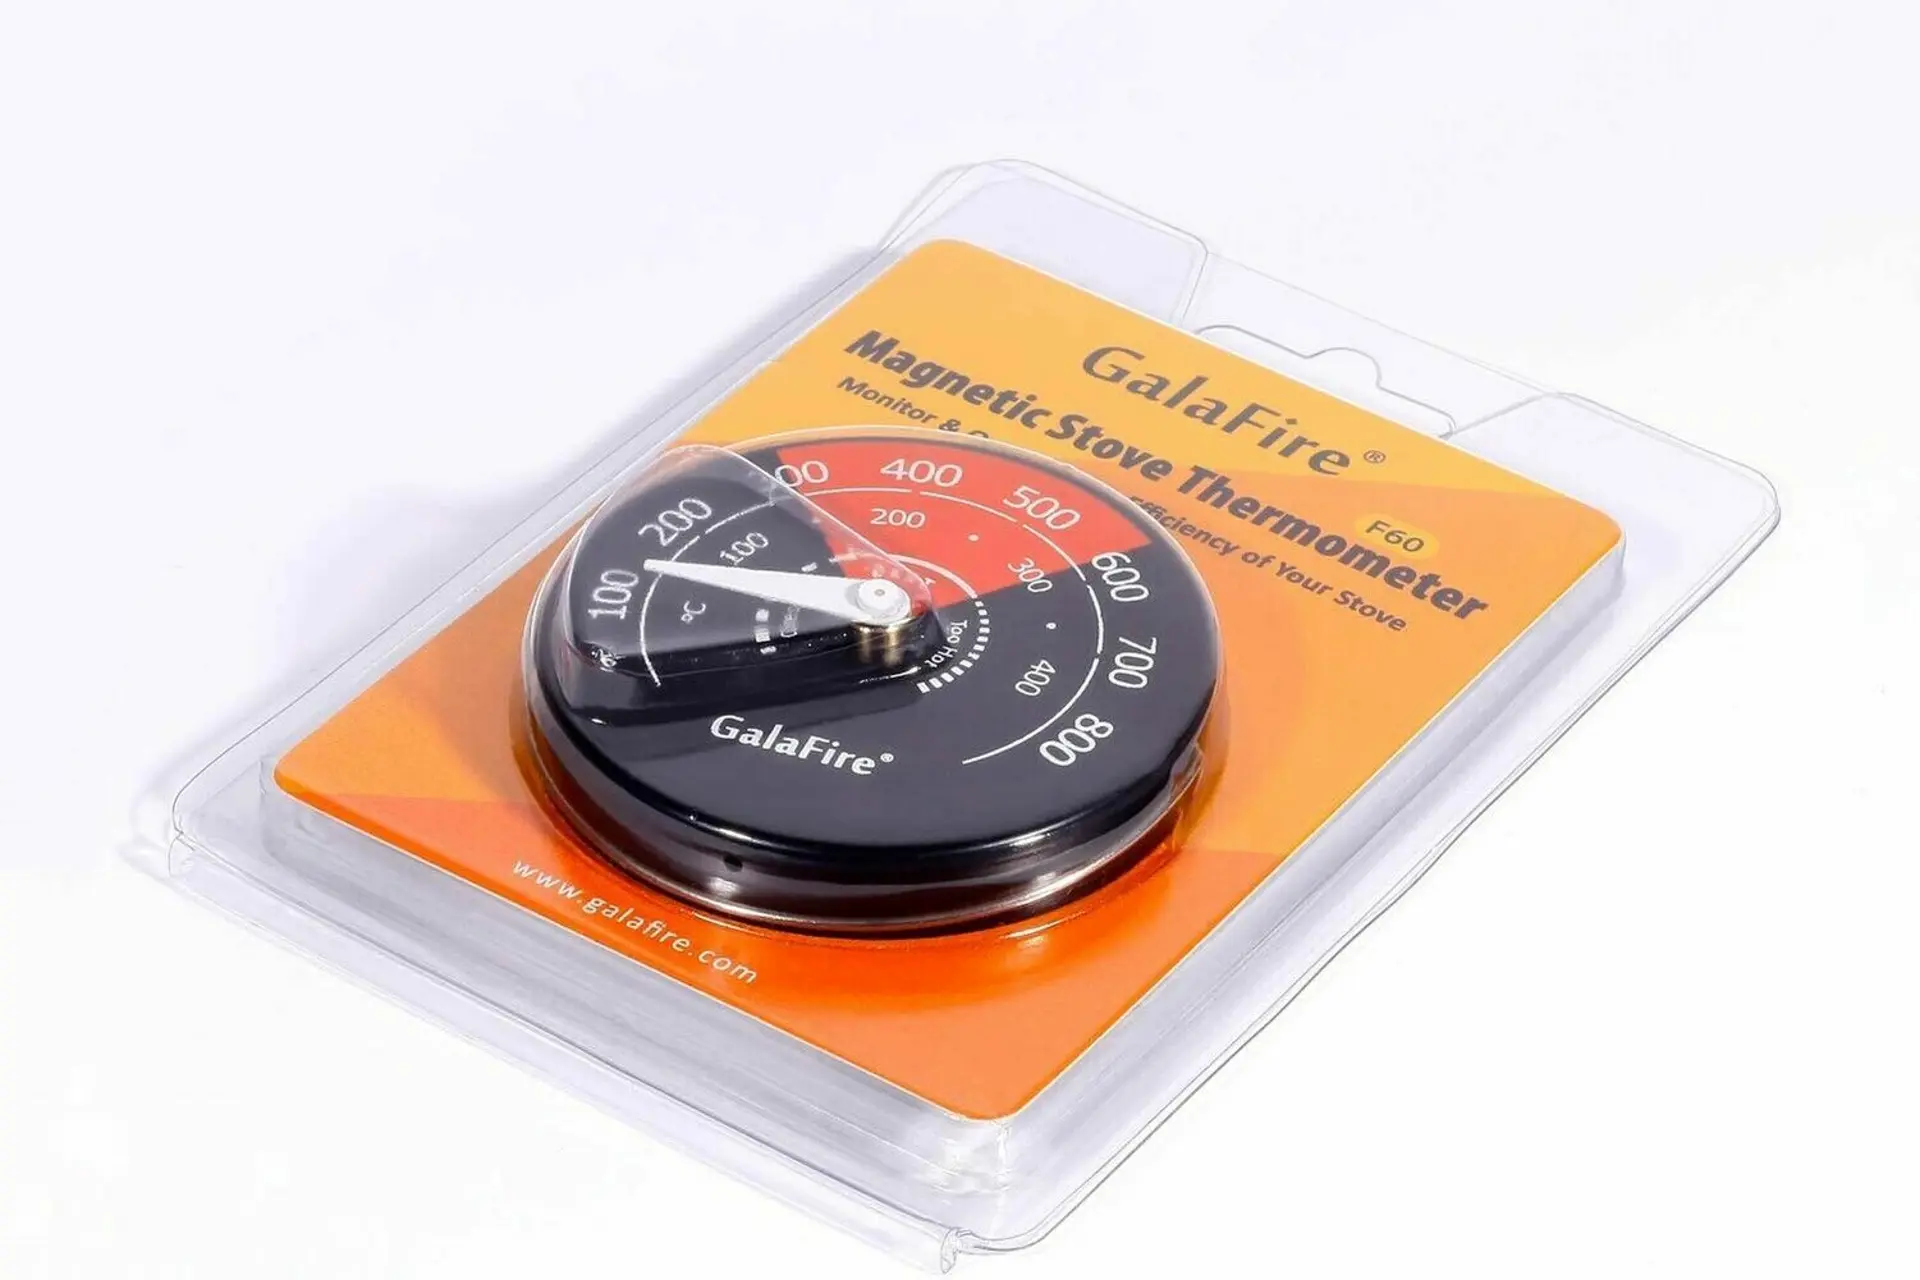 GalaFire®
Magnetic Stove Thermometer
F60
Monitor & Efficiency of Your Stove
100 200 400 500 600 700 800
°C 100 200 300 400
Too Hot
GalaFire®
www.galafire.com